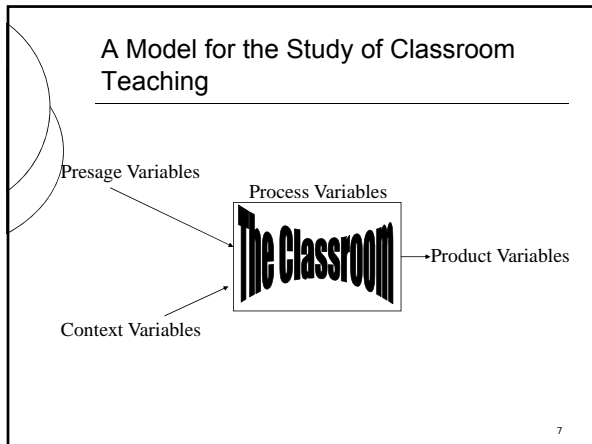 A Model for the Study of Classroom
Teaching
Presage Variables
Process Variables
The Classroom
Product Variables
Context Variables
7